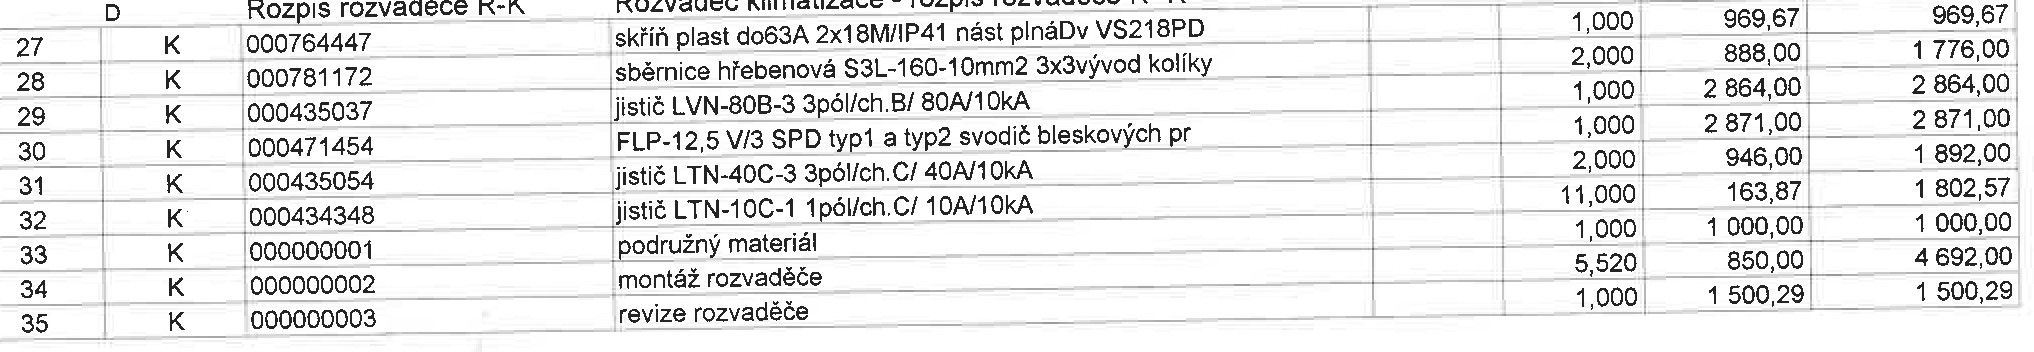 D Rozpis rozvaděče R-K Rozvaděč klimatizace - rozpis rozvaděče R-K
27 K 000764447 skříň plast do63A 2x18M/IP41 nást plnáDv VS218PD 1,000 969,67 969,67
28 K 000781172 sběrnice hřebenová S3L-160-10mm2 3x3vývod kolíky 2,000 888,00 1 776,00
29 K 000435037 jistič LVN-80B-3 3pól/ch.B/ 80A/10kA 1,000 2 864,00 2 864,00
30 K 000471454 FLP-12,5 V/3 SPD typ1 a typ2 svodič bleskových pr 1,000 2 871,00 2 871,00
31 K 000435054 jistič LTN-40C-3 3pól/ch.C/ 40A/10kA 2,000 946,00 1 892,00
32 K 000434348 jistič LTN-10C-1 1pól/ch.C/ 10A/10kA 11,000 163,87 1 802,57
33 K 000000001 podružný materiál 1,000 1 000,00 1 000,00
34 K 000000002 montáž rozvaděče 5,520 850,00 4 692,00
35 K 000000003 revize rozvaděče 1,000 1 500,29 1 500,29